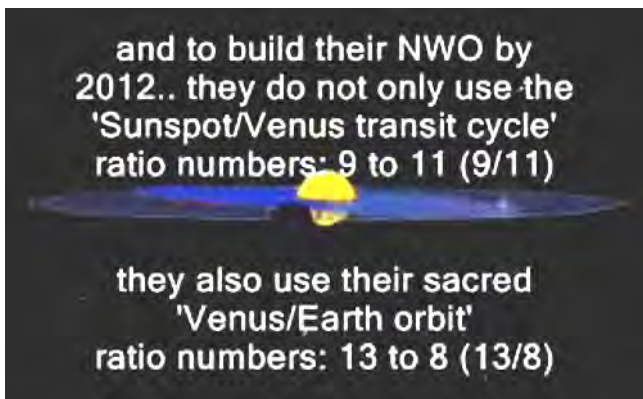 and to build their NWO by
2012.. they do not only use the
'Sunspot/Venus transit cycle'
ratio numbers: 9 to 11 (9/11)
they also use their sacred
'Venus/Earth orbit'
ratio numbers: 13 to 8 (13/8)